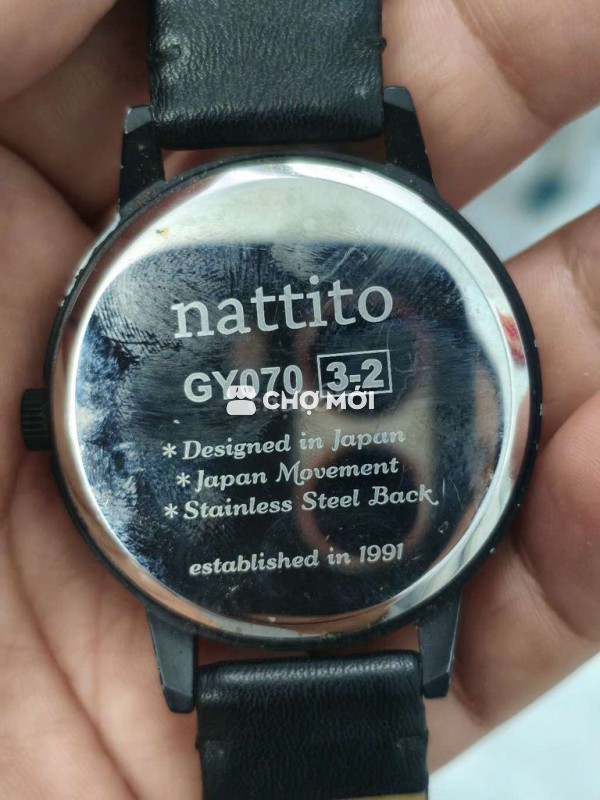 nattito
GY070 3-2
CHỢ MỚI
*Designed in Japan
*Japan Movement
*Stainless Steel Back
established in 1991